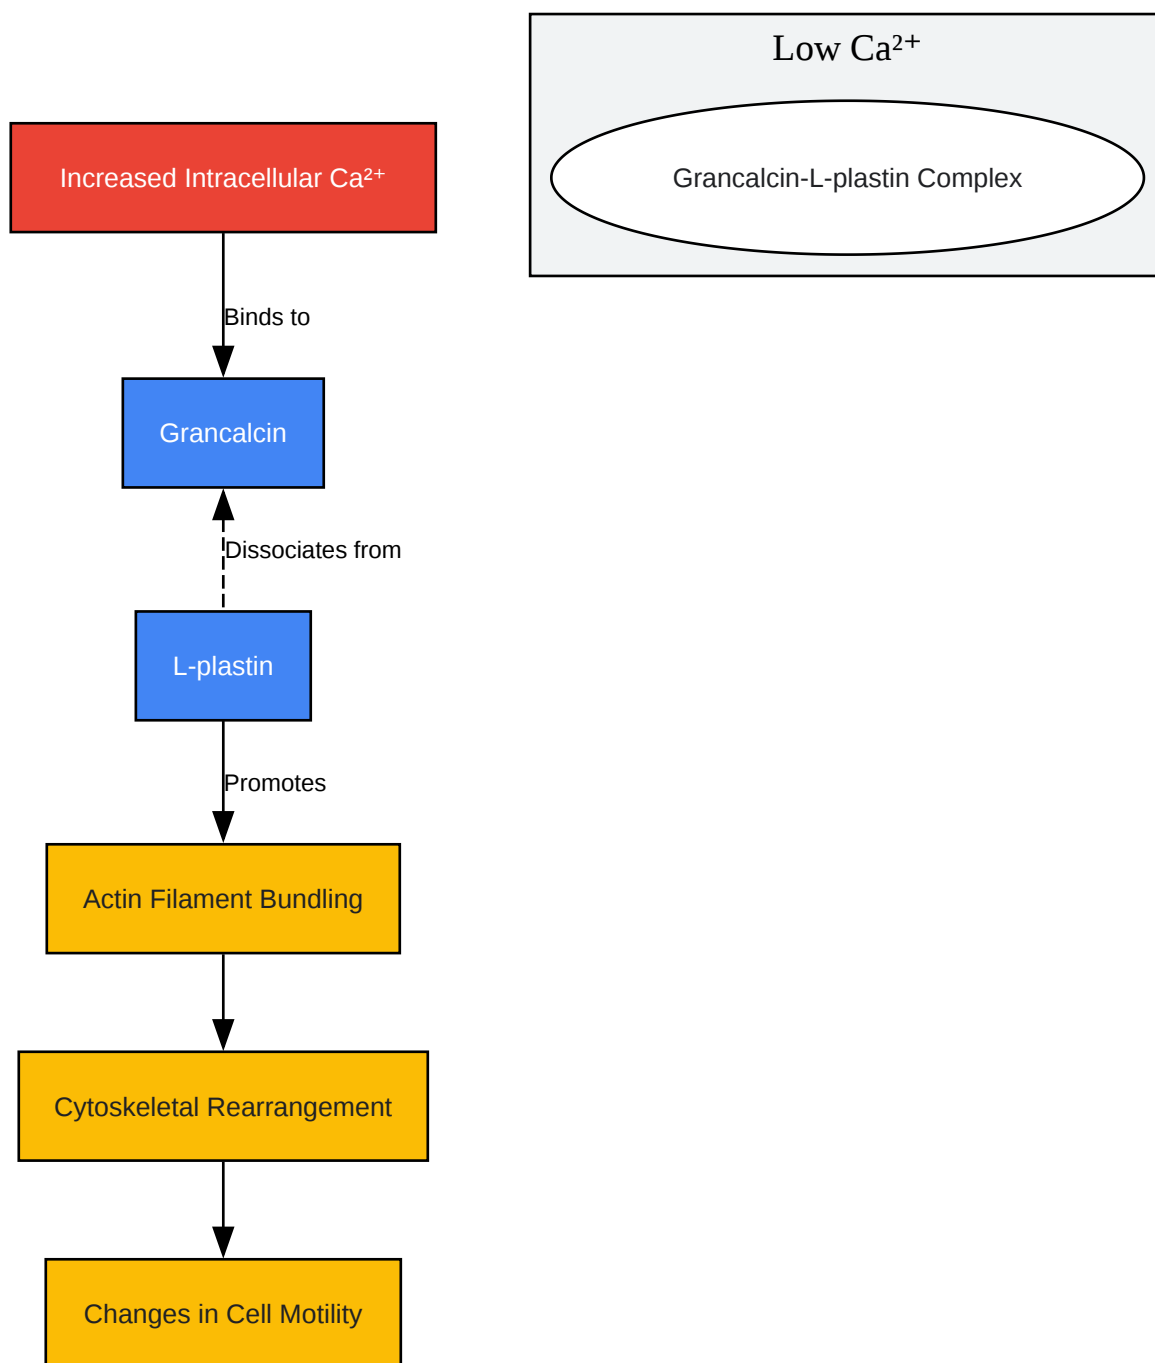 Low Ca²⁺
Increased Intracellular Ca²⁺
Grancalcin-L-plastin Complex
Binds to
Grancalcin
Dissociates from
L-plastin
Promotes
Actin Filament Bundling
Cytoskeletal Rearrangement
Changes in Cell Motility